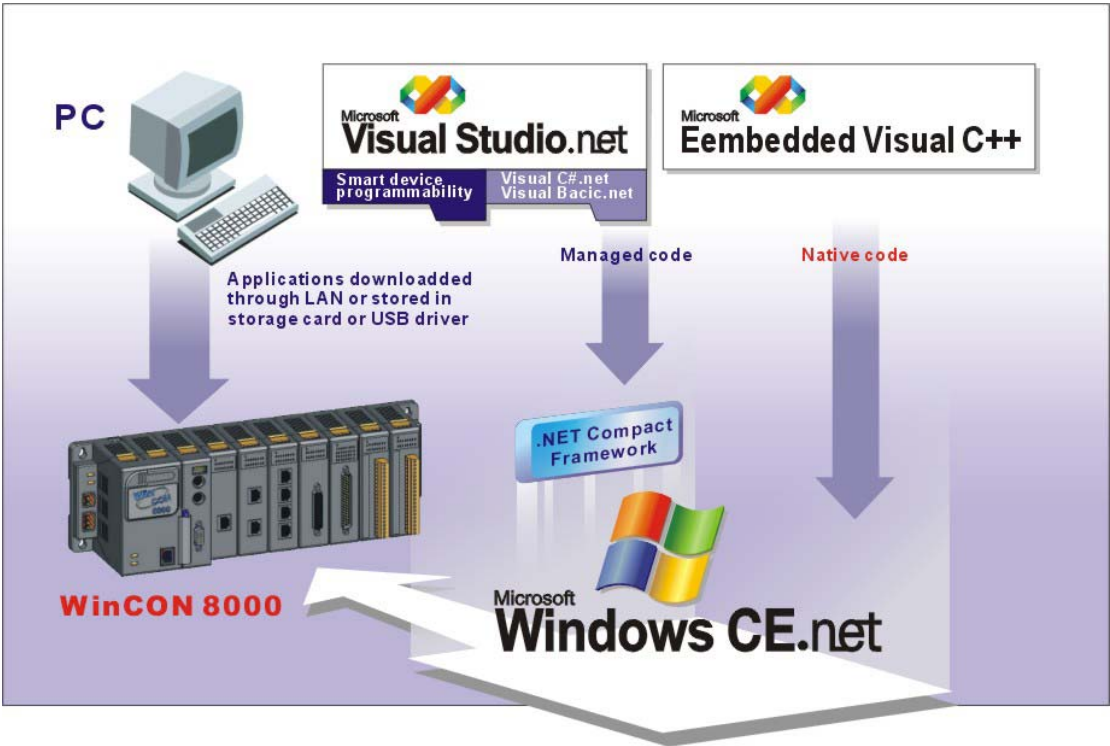 PC
Microsoft
Visual Studio.net
Smart device
programmability
Visual C#.net
Visual Bacic.net
Microsoft
Eembedded Visual C++
Managed code
Native code
Applications downloadded
through LAN or stored in
storage card or USB driver
.NET Compact
Framework
WinCON 8000
Microsoft
Windows CE.net